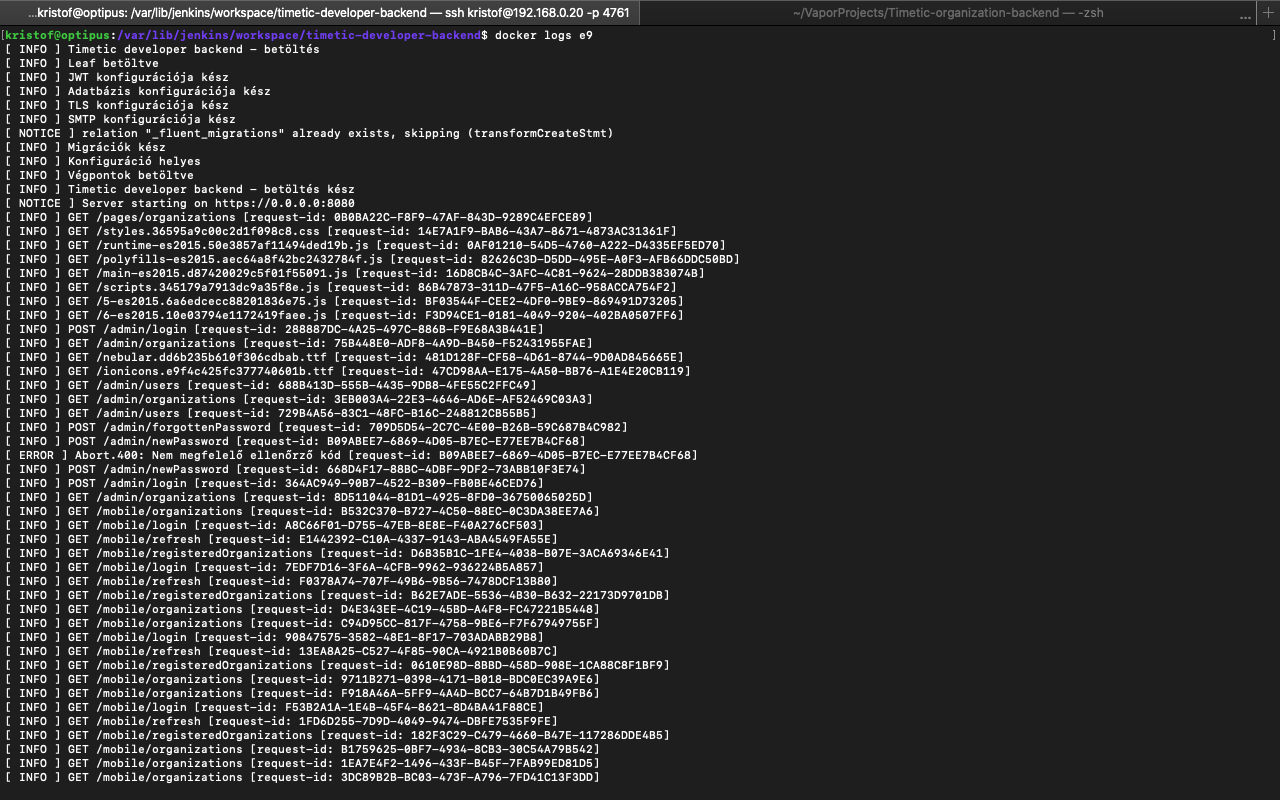 ...kristof@optipus: /var/lib/jenkins/workspace/timetic-developer-backend — ssh kristof@192.168.0.20 -p 4761
~/VaporProjects/Timetic-organization-backend — -zsh
... +
[kristof@optipus:/var/lib/jenkins/workspace/timetic-developer-backend$ docker logs e9 ]
[ INFO ] Timetic developer backend - betöltés
[ INFO ] Leaf betöltve
[ INFO ] JWT konfigurációja kész
[ INFO ] Adatbázis konfigurációja kész
[ INFO ] TLS konfigurációja kész
[ INFO ] SMTP konfigurációja kész
[ NOTICE ] relation "_fluent_migrations" already exists, skipping (transformCreateStmt)
[ INFO ] Migrációk kész
[ INFO ] Konfiguráció helyes
[ INFO ] Végpontok betöltve
[ INFO ] Timetic developer backend - betöltés kész
[ NOTICE ] Server starting on https://0.0.0.0:8080
[ INFO ] GET /pages/organizations [request-id: 0B0BA22C-F8F9-47AF-843D-9289C4EFCE89]
[ INFO ] GET /styles.36595a9c00c2d1f098c8.css [request-id: 14E7A1F9-BAB6-43A7-8671-4873AC31361F]
[ INFO ] GET /runtime-es2015.50e3857af11494ded19b.js [request-id: 0AF01210-54D5-4760-A222-D4335EF5ED70]
[ INFO ] GET /polyfills-es2015.aec64a8f42bc2432784f.js [request-id: 82626C3D-D5DD-495E-A0F3-AFB66DDC50BD]
[ INFO ] GET /main-es2015.d87420029c5f01f55091.js [request-id: 16D8CB4C-3AFC-4C81-9624-28DDB383074B]
[ INFO ] GET /scripts.345179a7913dc9a35f8e.js [request-id: 86B47873-311D-47F5-A16C-958ACCA754F2]
[ INFO ] GET /5-es2015.6a6edcecc88201836e75.js [request-id: BF03544F-CEE2-4DF0-9BE9-869491D73205]
[ INFO ] GET /6-es2015.10e03794e1172419faee.js [request-id: F3D94CE1-0181-4049-9204-402BA0507FF6]
[ INFO ] POST /admin/login [request-id: 288887DC-4A25-497C-886B-F9E68A3B441E]
[ INFO ] GET /admin/organizations [request-id: 75B448E0-ADF8-4A9D-B450-F52431955FAE]
[ INFO ] GET /nebular.dd6b235b610f306cdbab.ttf [request-id: 481D128F-CF58-4D61-8744-9D0AD845665E]
[ INFO ] GET /ionicons.e9f4c425fc377740601b.ttf [request-id: 47CD98AA-E175-4A50-BB76-A1E4E20CB119]
[ INFO ] GET /admin/users [request-id: 688B413D-555B-4435-9DB8-4FE55C2FFC49]
[ INFO ] GET /admin/organizations [request-id: 3EB003A4-22E3-4646-AD6E-AF52469C03A3]
[ INFO ] GET /admin/users [request-id: 729B4A56-83C1-48FC-B16C-248812CB55B5]
[ INFO ] POST /admin/forgottenPassword [request-id: 709D5D54-2C7C-4E00-B26B-59C687B4C982]
[ INFO ] POST /admin/newPassword [request-id: B09ABEE7-6869-4D05-B7EC-E77EE7B4CF68]
[ ERROR ] Abort.400: Nem megfelelő ellenőrző kód [request-id: B09ABEE7-6869-4D05-B7EC-E77EE7B4CF68]
[ INFO ] POST /admin/newPassword [request-id: 668D4F17-88BC-4DBF-9DF2-73ABB10F3E74]
[ INFO ] POST /admin/login [request-id: 364AC949-90B7-4522-B309-FB0BE46CED76]
[ INFO ] GET /admin/organizations [request-id: 8D511044-81D1-4925-8FD0-36750065025D]
[ INFO ] GET /mobile/organizations [request-id: B532C370-B727-4C50-88EC-0C3DA38EE7A6]
[ INFO ] GET /mobile/login [request-id: A8C66F01-D755-47EB-8E8E-F40A276CF503]
[ INFO ] GET /mobile/refresh [request-id: E1442392-C10A-4337-9143-ABA4549FA55E]
[ INFO ] GET /mobile/registeredOrganizations [request-id: D6B35B1C-1FE4-4038-B07E-3ACA69346E41]
[ INFO ] GET /mobile/login [request-id: 7EDF7D16-3F6A-4CFB-9962-936224B5A857]
[ INFO ] GET /mobile/refresh [request-id: F0378A74-707F-49B6-9B56-7478DCF13B80]
[ INFO ] GET /mobile/registeredOrganizations [request-id: B62E7ADE-5536-4B30-B632-22173D9701DB]
[ INFO ] GET /mobile/organizations [request-id: D4E343EE-4C19-45BD-A4F8-FC47221B5448]
[ INFO ] GET /mobile/organizations [request-id: C94D95CC-817F-4758-9BE6-F7F67949755F]
[ INFO ] GET /mobile/login [request-id: 90847575-3582-48E1-8F17-703ADABB29B8]
[ INFO ] GET /mobile/refresh [request-id: 13EA8A25-C527-4F85-90CA-4921B0B60B7C]
[ INFO ] GET /mobile/registeredOrganizations [request-id: 0610E98D-8BBD-458D-908E-1CA88C8F1BF9]
[ INFO ] GET /mobile/organizations [request-id: 9711B271-0398-4171-B018-BDC0EC39A9E6]
[ INFO ] GET /mobile/organizations [request-id: F918A46A-5FF9-4A4D-BCC7-64B7D1B49FB6]
[ INFO ] GET /mobile/login [request-id: F53B2A1A-1E4B-45F4-8621-8D4BA41F88CE]
[ INFO ] GET /mobile/refresh [request-id: 1FD6D255-7D9D-4049-9474-DBFE7535F9FE]
[ INFO ] GET /mobile/registeredOrganizations [request-id: 182F3C29-C479-4660-B47E-117286DDE4B5]
[ INFO ] GET /mobile/organizations [request-id: B1759625-0BF7-4934-8CB3-30C54A79B542]
[ INFO ] GET /mobile/organizations [request-id: 1EA7E4F2-1496-433F-B45F-7FAB99ED81D5]
[ INFO ] GET /mobile/organizations [request-id: 3DC89B2B-BC03-473F-A796-7FD41C13F3DD]